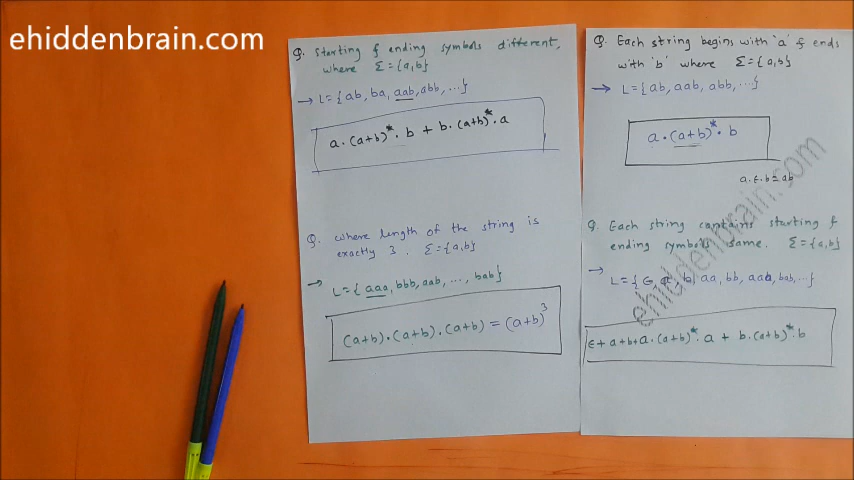 ehiddenbrain.com
Q. Starting & ending symbols different,
where Σ={a,b}
→ L={ab, ba, aab, abb, ...}
a.(a+b)*.b + b.(a+b)*.a
Q. where length of the string is
exactly 3. Σ={a,b}
→ L={aaa, bbb, aab, ..., bab}
(a+b).(a+b).(a+b) = (a+b)³
Q. Each string begins with 'a' & ends
with 'b' where Σ={a,b}
→ L={ab, aab, abb, ...}
a.(a+b)*.b
a.ε.b=ab
Q. Each string contains starting &
ending symbols same. Σ={a,b}
→ L={ε, a, b, aa, bb, aaa, bab, ...}
ε+a+b+a.(a+b)*.a + b.(a+b)*.b
ehiddenbrain.com